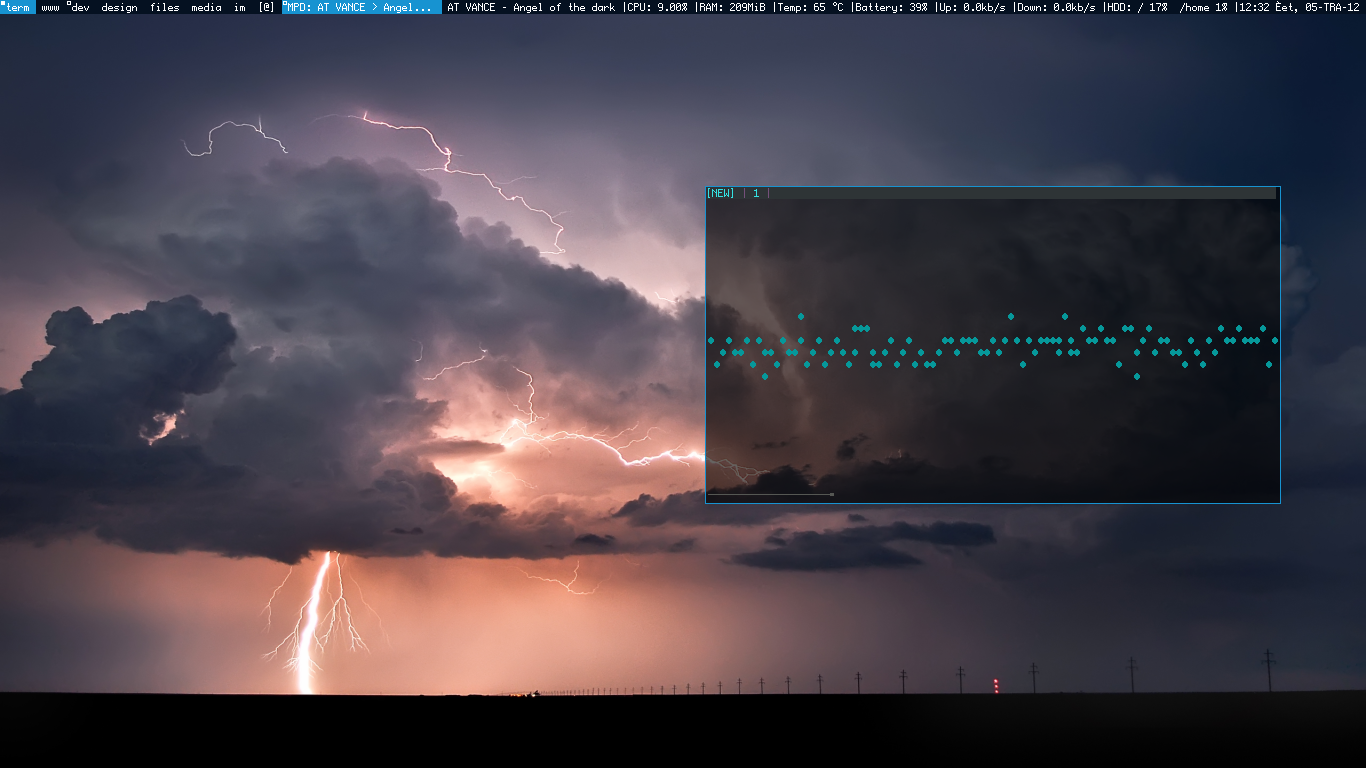 term www dev design files media im [@] MPD: AT VANCE > Angel... AT VANCE - Angel of the dark |CPU: 9.00% |RAM: 209MiB |Temp: 65 °C |Battery: 39% |Up: 0.0kb/s |Down: 0.0kb/s |HDD: / 17% /home 1% |12:32 Èet, 05-TRA-12
[NEW] | 1 |